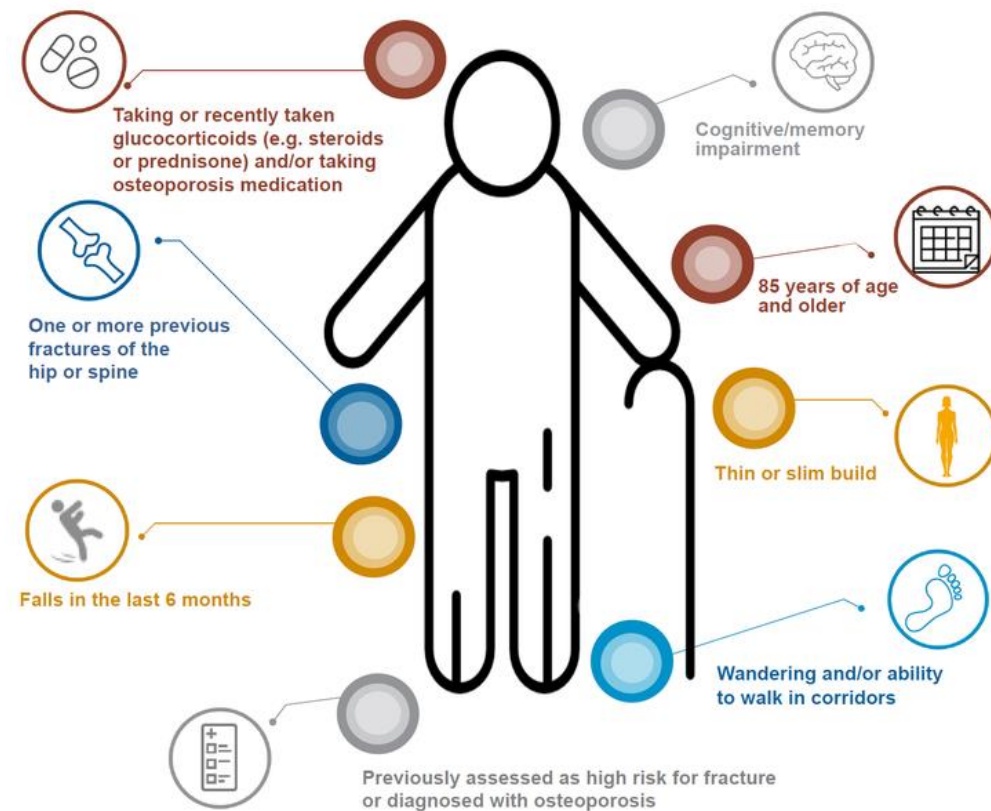 Taking or recently taken
glucocorticoids (e.g. steroids
or prednisone) and/or taking
osteoporosis medication
Cognitive/memory
impairment
One or more previous
fractures of the
hip or spine
85 years of age
and older
Thin or slim build
Falls in the last 6 months
Wandering and/or ability
to walk in corridors
Previously assessed as high risk for fracture
or diagnosed with osteoporosis